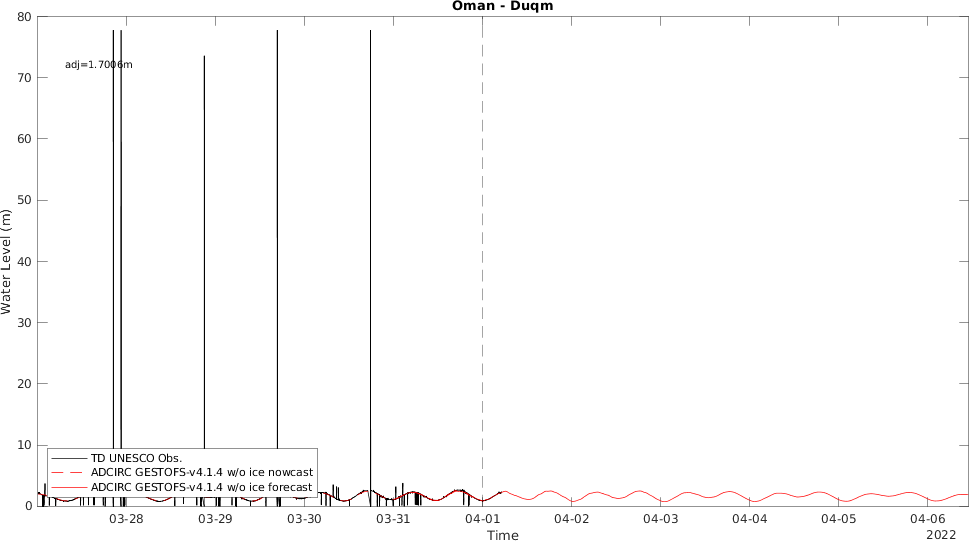 Oman - Duqm
80
adj=1.7006m
70
60
50
40
30
20
10
0
Water Level (m)
TD UNESCO Obs.
ADCIRC GESTOFS-v4.1.4 w/o ice nowcast
ADCIRC GESTOFS-v4.1.4 w/o ice forecast
03-28 03-29 03-30 03-31 04-01 04-02 04-03 04-04 04-05 04-06
Time
2022